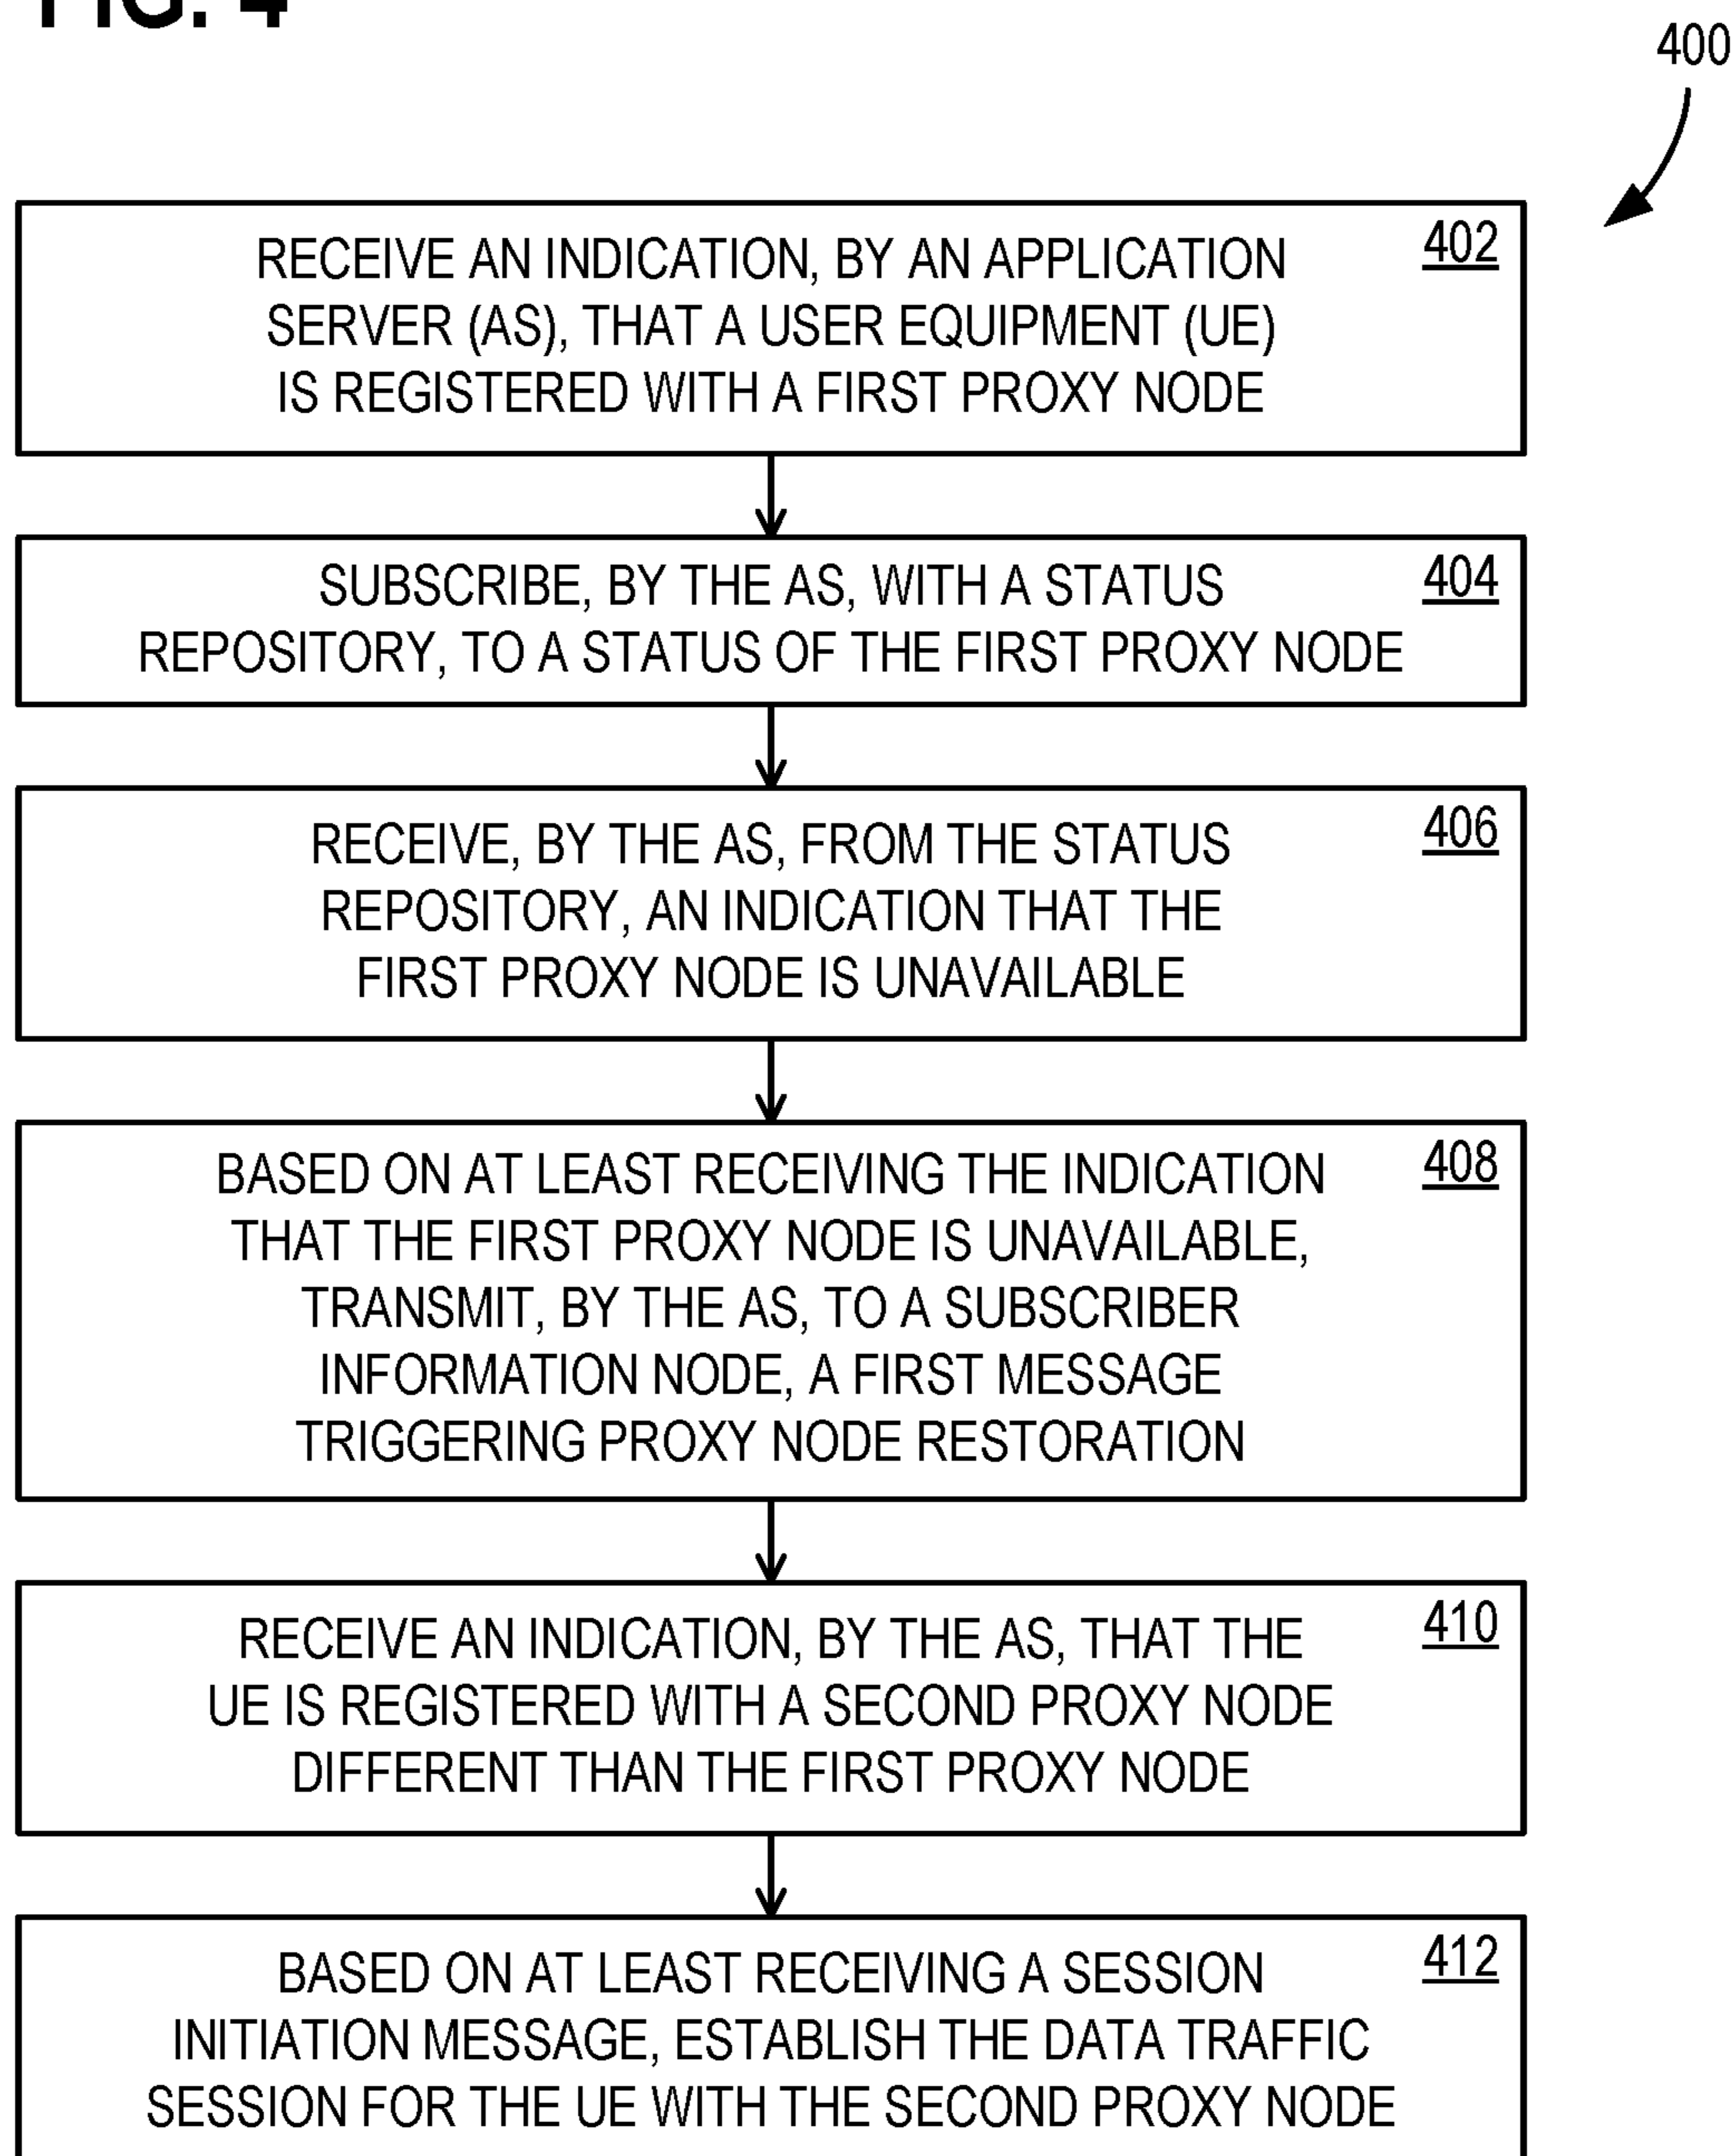 FIG. 4
400
RECEIVE AN INDICATION, BY AN APPLICATION 402
SERVER (AS), THAT A USER EQUIPMENT (UE)
IS REGISTERED WITH A FIRST PROXY NODE
SUBSCRIBE, BY THE AS, WITH A STATUS 404
REPOSITORY, TO A STATUS OF THE FIRST PROXY NODE
RECEIVE, BY THE AS, FROM THE STATUS 406
REPOSITORY, AN INDICATION THAT THE
FIRST PROXY NODE IS UNAVAILABLE
BASED ON AT LEAST RECEIVING THE INDICATION 408
THAT THE FIRST PROXY NODE IS UNAVAILABLE,
TRANSMIT, BY THE AS, TO A SUBSCRIBER
INFORMATION NODE, A FIRST MESSAGE
TRIGGERING PROXY NODE RESTORATION
RECEIVE AN INDICATION, BY THE AS, THAT THE 410
UE IS REGISTERED WITH A SECOND PROXY NODE
DIFFERENT THAN THE FIRST PROXY NODE
BASED ON AT LEAST RECEIVING A SESSION 412
INITIATION MESSAGE, ESTABLISH THE DATA TRAFFIC
SESSION FOR THE UE WITH THE SECOND PROXY NODE